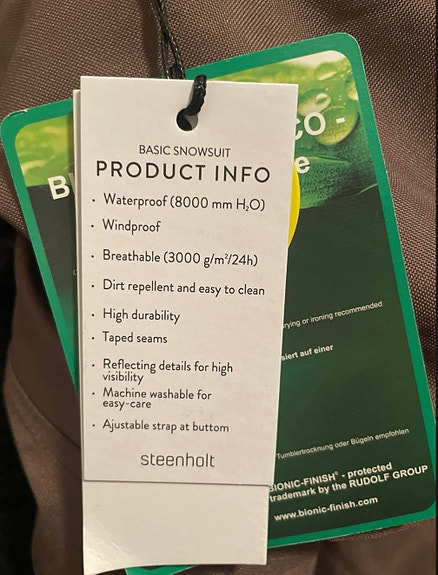 BASIC SNOWSUIT
PRODUCT INFO
· Waterproof (8000 mm H₂O)
· Windproof
· Breathable (3000 g/m²/24h)
· Dirt repellent and easy to clean
· High durability
· Taped seams
· Reflecting details for high
visibility
· Machine washable for
easy-care
· Ajustable strap at buttom
steenholt
CO -
e
rying or ironing recommended
siert auf einer
Tumblertrocknung oder Bügeln empfohlen
BIONIC-FINISH® - protected
trademark by the RUDOLF GROUP
www.bionic-finish.com